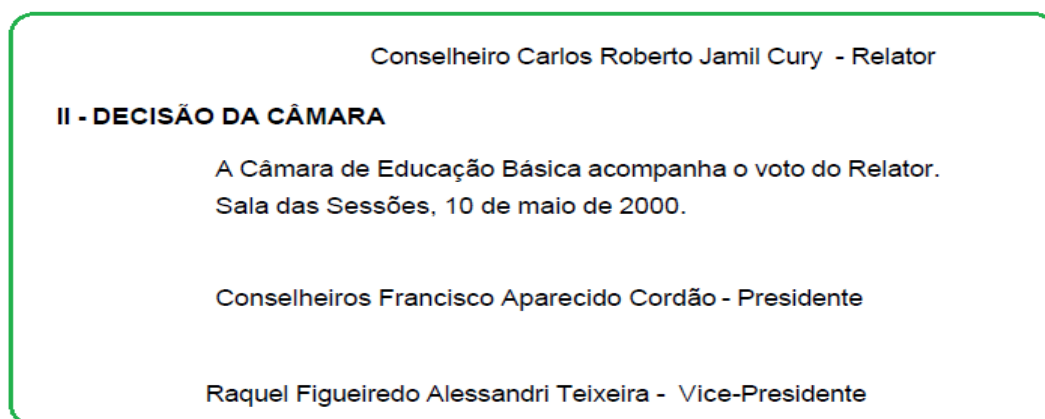 Conselheiro Carlos Roberto Jamil Cury - Relator
II - DECISÃO DA CÂMARA
A Câmara de Educação Básica acompanha o voto do Relator.
Sala das Sessões, 10 de maio de 2000.
Conselheiros Francisco Aparecido Cordão - Presidente
Raquel Figueiredo Alessandri Teixeira - Vice-Presidente